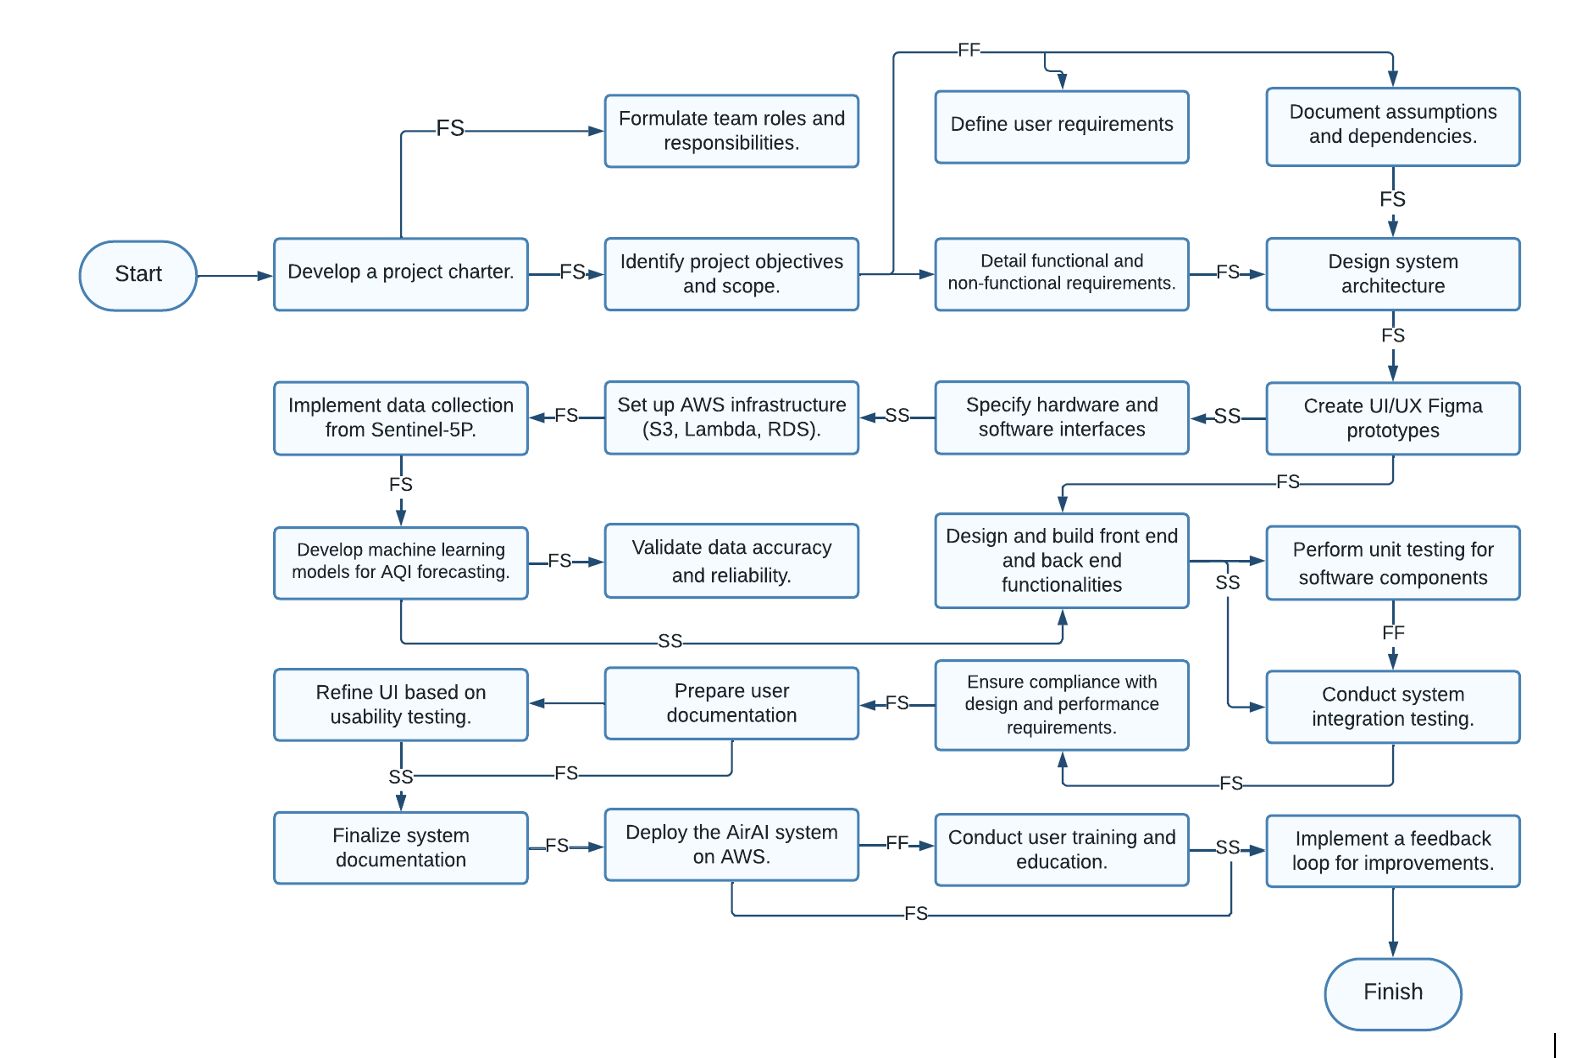 FF
Formulate team roles and
responsibilities.
Define user requirements
Document assumptions
and dependencies.
FS
FS
Start
Develop a project charter.
FS
Identify project objectives
and scope.
Detail functional and
non-functional requirements.
FS
Design system
architecture
FS
Implement data collection
from Sentinel-5P.
FS
Set up AWS infrastructure
(S3, Lambda, RDS).
SS
Specify hardware and
software interfaces
SS
Create UI/UX Figma
prototypes
FS
FS
Develop machine learning
models for AQI forecasting.
FS
Validate data accuracy
and reliability.
Design and build front end
and back end
functionalities
SS
Perform unit testing for
software components
FF
SS
Refine UI based on
usability testing.
Prepare user
documentation
FS
Ensure compliance with
design and performance
requirements.
Conduct system
integration testing.
SS
FS
FS
Finalize system
documentation
FS
Deploy the AirAI system
on AWS.
FF
Conduct user training and
education.
SS
Implement a feedback
loop for improvements.
FS
Finish